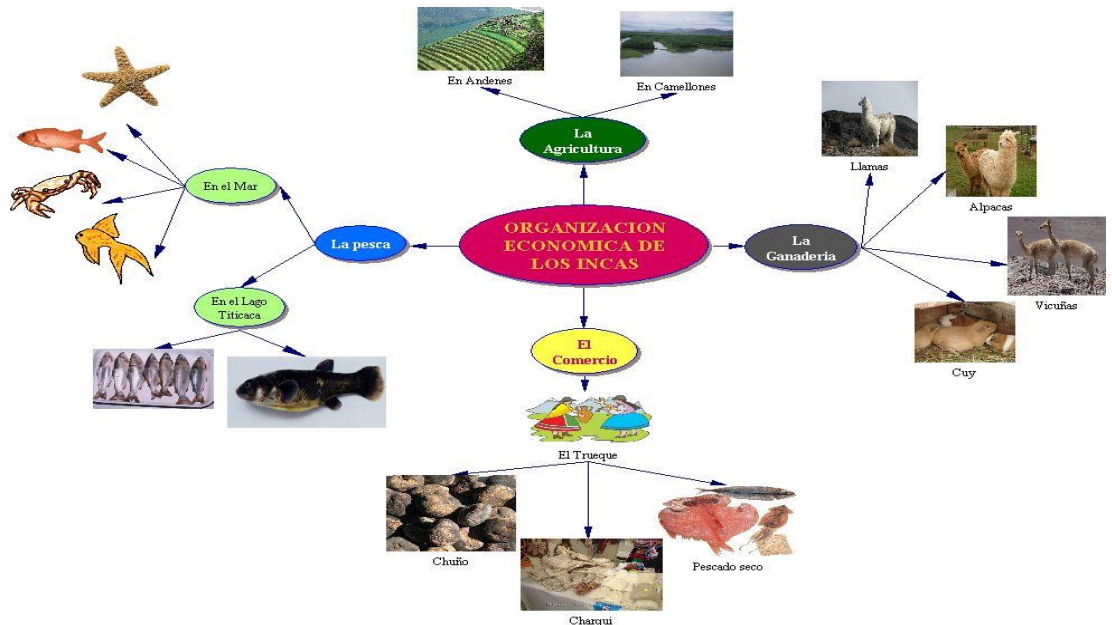 En Andenes
En Camellones
La
Agricultura
Llamas
Alpacas
En el Mar
La pesca
ORGANIZACION
ECONOMICA DE
LOS INCAS
La
Ganaderia
Vicuñas
En el Lago
Titicaca
El
Comercio
Cuy
El Trueque
Chuño
Pescado seco
Charqui